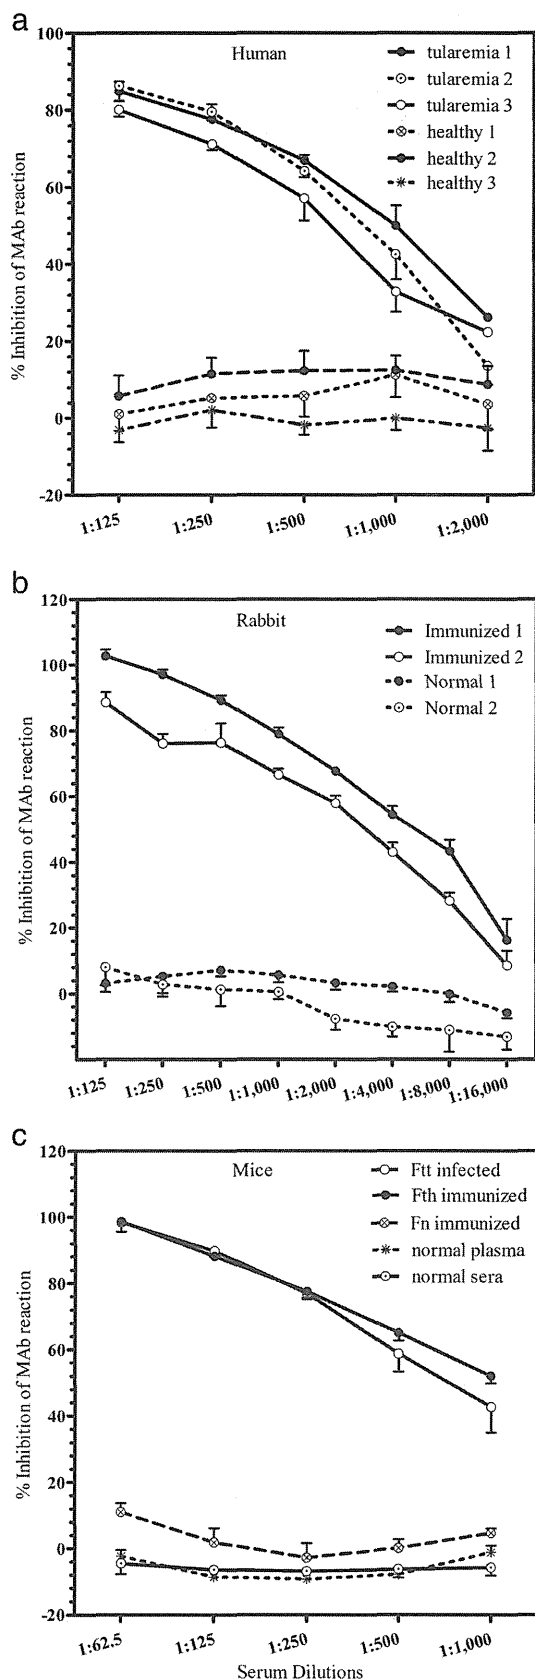 a
Human
100
80
60
40
20
0
-20
% Inhibition of MAb reaction
tularemia 1
tularemia 2
tularemia 3
healthy 1
healthy 2
healthy 3
1:125
1:250
1:500
1:1,000
1:2,000
b
Rabbit
120
100
80
60
40
20
0
% Inhibition of MAb reaction
Immunized 1
Immunized 2
Normal 1
Normal 2
1:125
1:250
1:500
1:1,000
1:2,000
1:4,000
1:8,000
1:16,000
c
Mice
120
100
80
60
40
20
0
-20
% Inhibition of MAb reaction
Ftt infected
Fth immunized
Fn immunized
normal plasma
normal sera
1:62.5
1:125
1:250
1:500
1:1,000
Serum Dilutions